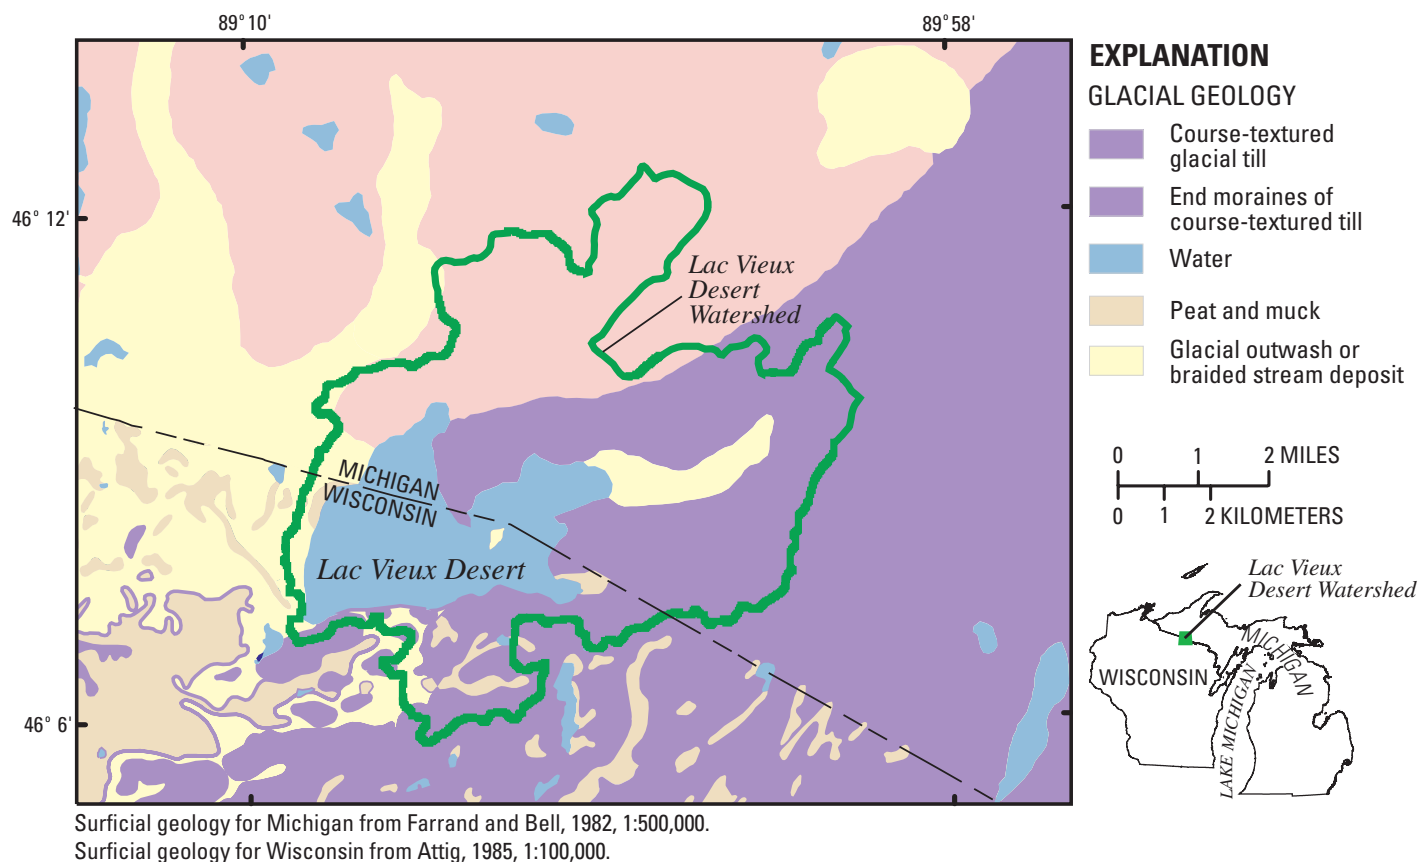 89° 10'
89° 58'
46° 12'
46° 6'
Lac Vieux
Desert
Watershed
MICHIGAN
WISCONSIN
Lac Vieux Desert
EXPLANATION
GLACIAL GEOLOGY
Course-textured
glacial till
End moraines of
course-textured till
Water
Peat and muck
Glacial outwash or
braided stream deposit
0 1 2 MILES
0 1 2 KILOMETERS
Lac Vieux
Desert Watershed
WISCONSIN
MICHIGAN
LAKE MICHIGAN
Surficial geology for Michigan from Farrand and Bell, 1982, 1:500,000.
Surficial geology for Wisconsin from Attig, 1985, 1:100,000.